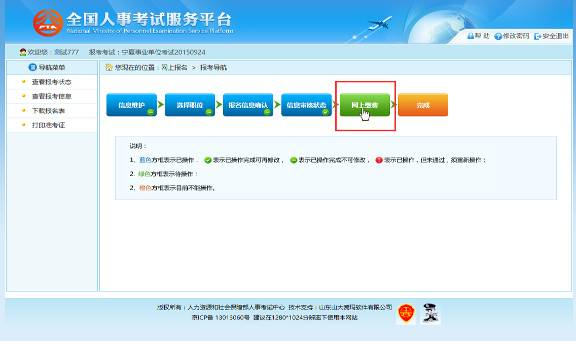 全国人事考试服务平台
National Ministry of Personnel Examination Service Platform
帮助 修改密码 安全退出
欢迎您：测试777 报考考试：宁夏事业单位考试20150924
导航菜单
您现在的位置：网上报名 > 报考导航
查看报考状态
查看报考信息
下载报名表
打印准考证
信息维护 选择职位 报名信息确认 信息审核状态 网上缴费 完成
说明：
1、蓝色方框表示已操作， 表示已操作完成可再修改， 表示已操作完成不可修改， 表示已操作，但未通过，须重新操作；
2、绿色方框表示待操作；
2、橙色方框表示目前不能操作。
版权所有：人力资源和社会保障部人事考试中心 技术支持：山东山大鸥玛软件有限公司
京ICP备 13013060号 建议在1280*1024分辨率下使用本网站